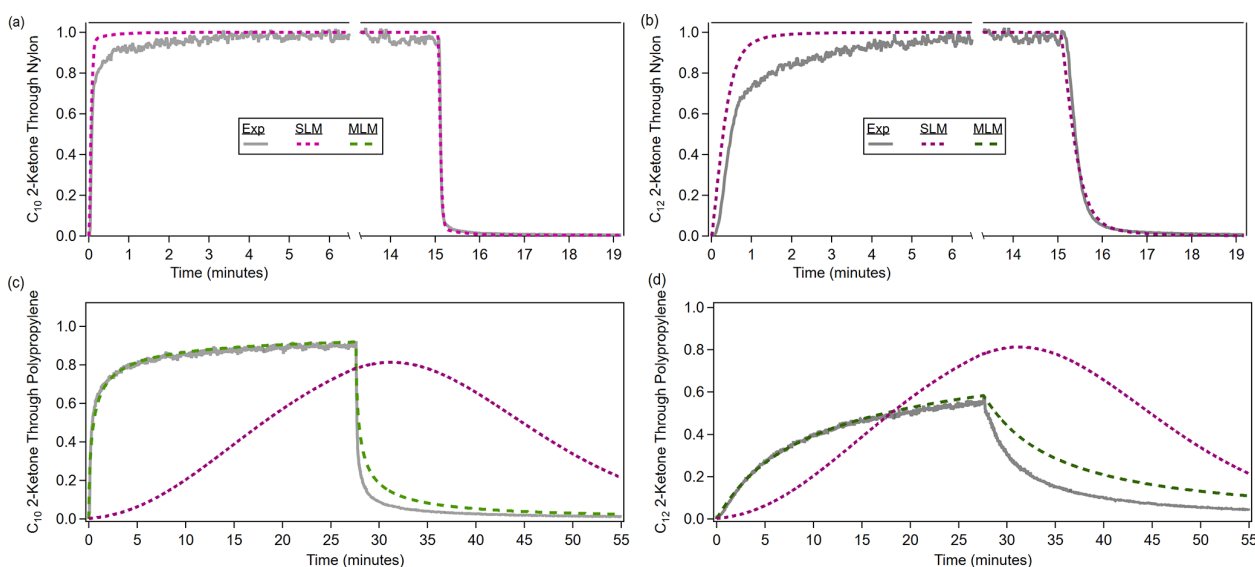 (a)
C10 2-Ketone Through Nylon
1.0
0.8
0.6
0.4
0.2
0.0
Exp SLM MLM
0 1 2 3 4 5 6 14 15 16 17 18 19
Time (minutes)
(b)
C12 2-Ketone Through Nylon
1.0
0.8
0.6
0.4
0.2
0.0
Exp SLM MLM
0 1 2 3 4 5 6 14 15 16 17 18 19
Time (minutes)
(c)
C10 2-Ketone Through Polypropylene
1.0
0.8
0.6
0.4
0.2
0.0
0 5 10 15 20 25 30 35 40 45 50 55
Time (minutes)
(d)
C12 2-Ketone Through Polypropylene
1.0
0.8
0.6
0.4
0.2
0.0
0 5 10 15 20 25 30 35 40 45 50 55
Time (minutes)